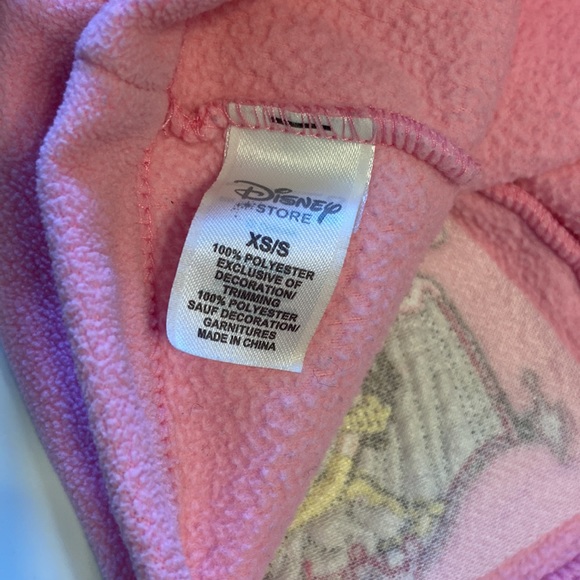 Disney
STORE
XS/S
100% POLYESTER
EXCLUSIVE OF
DECORATION/
TRIMMING
100% POLYESTER
SAUF DECORATION/
GARNITURES
MADE IN CHINA